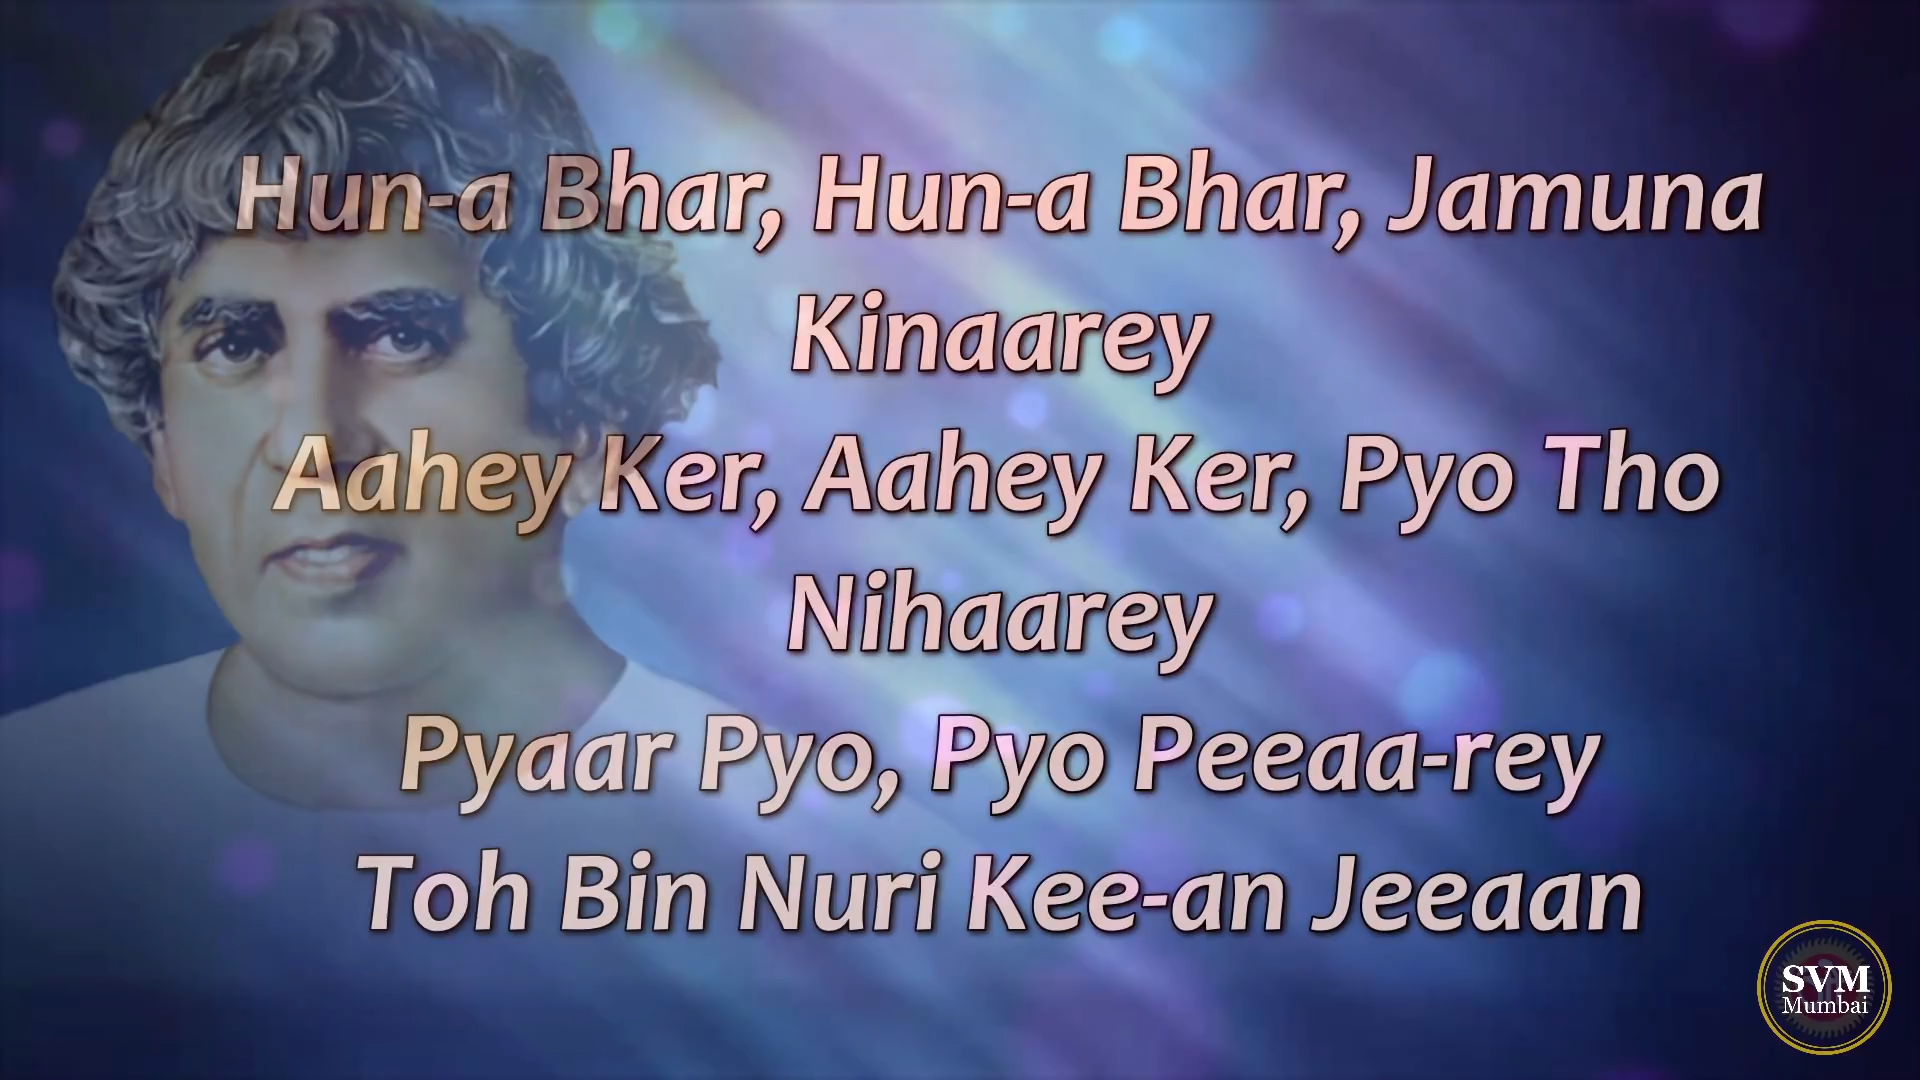 Hun-a Bhar, Hun-a Bhar, Jamuna
Kinaarey
Aahey Ker, Aahey Ker, Pyo Tho
Nihaarey
Pyaar Pyo, Pyo Peeaa-rey
Toh Bin Nuri Kee-an Jeeaan
SVM
Mumbai